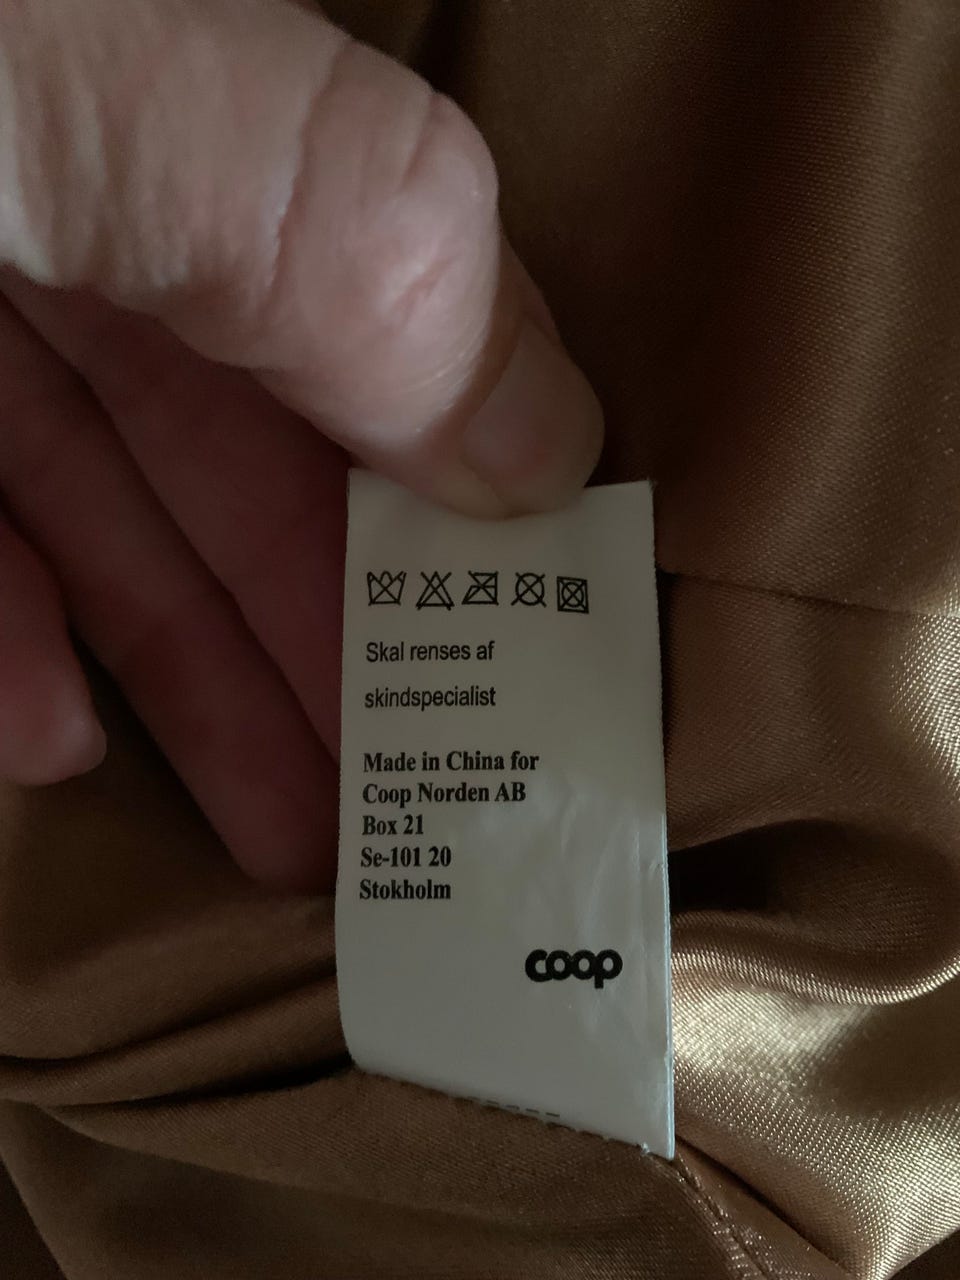 Skal renses af
skindspecialist
Made in China for
Coop Norden AB
Box 21
Se-101 20
Stokholm
coop